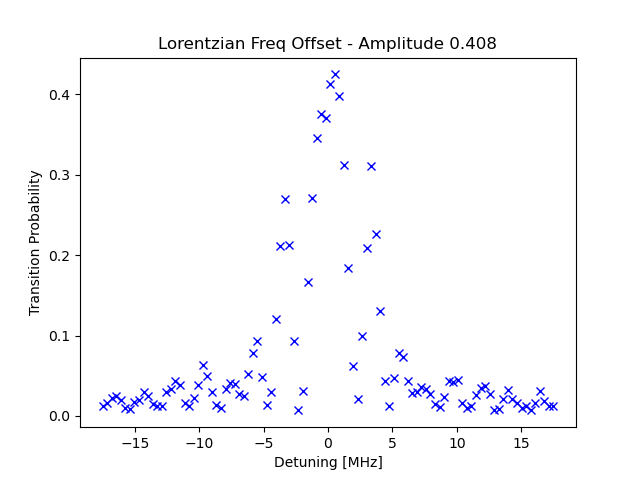 Lorentzian Freq Offset - Amplitude 0.408
Transition Probability
0.4
0.3
0.2
0.1
0.0
−15 −10 −5 0 5 10 15
Detuning [MHz]